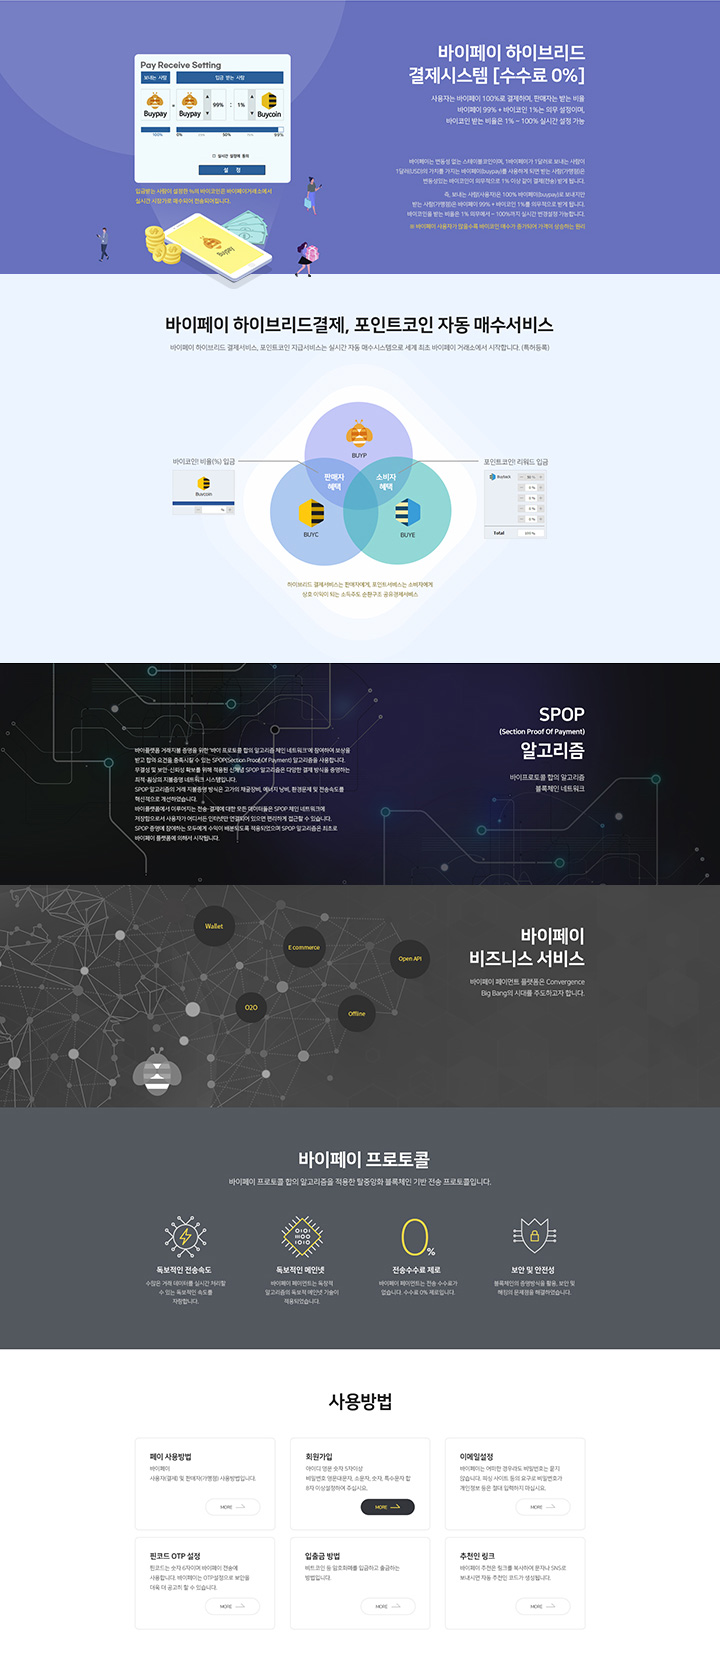 바이페이 하이브리드
결제시스템 [수수료 0%]
사용자는 바이페이 100%로 결제하며, 판매자는 받는 비율
바이페이 99% + 바이코인 1%는 의무 설정이며,
바이코인 받는 비율은 1% ~ 100% 실시간 설정 가능
Pay Receive Setting
보내는 사람
입금 받는 사람
Buypay
Buypay
99%
:
1%
Buycoin
100%
0%
50%
99%
실시간 설정에 동의
설 정
입금받는 사람이 설정한 %의 바이코인은 바이페이거래소에서
실시간 시장가로 매수되어 전송되어집니다.
Buypay
바이페이는 변동성 없는 스테이블코인이며, 1바이페이가 1달러로 보내는 사람이
1달러(USD)의 가치를 가지는 바이페이(buypay)를 사용하게 되면 받는 사람(가맹점)은
변동성있는 바이코인이 의무적으로 1% 이상 같이 결제(전송) 받게 됩니다.
즉, 보내는 사람(사용자)은 100% 바이페이(buypay)로 보내지만
받는 사람(가맹점)은 바이페이 99% + 바이코인 1%를 의무적으로 받게 됩니다.
바이코인을 받는 비율은 1% 의무에서 ~ 100%까지 실시간 변경설정 가능합니다.
※ 바이페이 사용자가 많을수록 바이코인 매수가 증가되어 가격이 상승하는 원리
바이페이 하이브리드결제, 포인트코인 자동 매수서비스
바이페이 하이브리드 결제서비스, 포인트코인 지급서비스는 실시간 자동 매수시스템으로 세계 최초 바이페이 거래소에서 시작합니다. (특허등록)
BUYP
바이코인! 비율(%) 입금
포인트코인! 리워드 입금
판매자
혜택
소비자
혜택
Buycoin
%
BUYC
BUYE
0 %
0 %
0 %
0 %
Total
100 %
하이브리드 결제서비스는 판매자에게, 포인트서비스는 소비자에게
상호 이익이 되는 소득주도 순환구조 공유경제서비스
SPOP
(Section Proof Of Payment)
알고리즘
바이프로토콜 합의 알고리즘
블록체인 네트워크
바이플랫폼 거래지불 증명을 위한 '바이 프로토콜 합의 알고리즘 체인 네트워크'에 참여하여 보상을
받고 합의 요건을 충족시킬 수 있는 SPOP(Section Proof Of Payment) 알고리즘을 사용합니다.
무결성 및 보안·신뢰성 확보를 위해 적용된 신개념 SPOP 알고리즘은 다양한 결제 방식을 증명하는
최적·최상의 지불증명 네트워크 시스템입니다.
SPOP 알고리즘의 거래 지불증명 방식은 고가의 채굴장비, 에너지 낭비, 환경문제 및 전송속도를
혁신적으로 개선하였습니다.
바이플랫폼에서 이루어지는 전송·결제에 대한 모든 데이터들은 SPOP 체인 네트워크에
저장함으로서 사용자가 어디서든 인터넷만 연결되어 있으면 편리하게 접근할 수 있습니다.
SPOP 증명에 참여하는 모두에게 수익이 배분되도록 적용되었으며 SPOP 알고리즘은 최초로
바이페이 플랫폼에 의해서 시작됩니다.
바이페이
비즈니스 서비스
바이페이 페이먼트 플랫폼은 Convergence
Big Bang의 시대를 주도하고자 합니다.
Wallet
E commerce
Open API
O2O
Offline
바이페이 프로토콜
바이페이 프로토콜 합의 알고리즘을 적용한 탈중앙화 블록체인 기반 전송 프로토콜입니다.
0%
독보적인 전송속도
수많은 거래 데이터를 실시간 처리할
수 있는 독보적인 속도를
자랑합니다.
독보적인 메인넷
바이페이 페이먼트는 독창적
알고리즘의 독보적 메인넷 기술이
적용되었습니다.
전송수수료 제로
바이페이 페이먼트는 전송 수수료가
없습니다. 수수료 0% 제로입니다.
보안 및 안전성
블록체인의 증명방식을 활용, 보안 및
해킹의 문제점을 해결하였습니다.
사용방법
페이 사용방법
바이페이
사용자(결제) 및 판매자(가맹점) 사용방법입니다.
MORE
회원가입
아이디 영문 숫자 5자이상
비밀번호 영문대문자, 소문자, 숫자, 특수문자 합
8자 이상설정하여 주십시요.
MORE
이메일설정
바이페이는 어떠한 경우라도 비밀번호는 묻지
않습니다. 피싱 사이트 등의 요구로 비밀번호가
개인정보 등은 절대 입력하지 마십시요.
MORE
핀코드 OTP 설정
핀코드는 숫자 6자이며 바이페이 전송에
사용합니다. 바이페이는 OTP설정으로 보안을
더욱 더 공고히 할 수 있습니다.
MORE
입출금 방법
비트코인 등 암호화폐를 입금하고 출금하는
방법입니다.
MORE
추천인 링크
바이페이 추천은 링크를 복사하여 문자나 SNS로
보내시면 자동 추천인 코드가 생성됩니다.
MORE